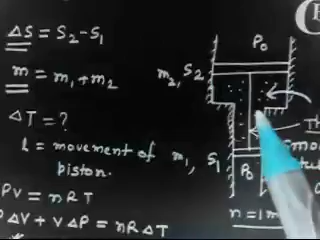 ΔS = S₂ - S₁
m = m₁ + m₂
ΔT = ?
l = movement of piston.
PV = nRT
ΔV + VΔP = nRΔT
P₀
m₂, S₂
m₁, S₁
P₀
n = 1 m